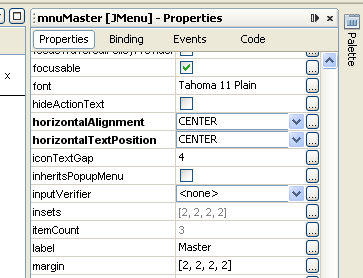 :mnuMaster [JMenu] - Properties
Properties Binding Events Code
focusable
font Tahoma 11 Plain
hideActionText
horizontalAlignment CENTER
horizontalTextPosition CENTER
iconTextGap 4
inheritsPopupMenu
inputVerifier <none>
insets [2, 2, 2, 2]
itemCount 3
label Master
margin [2, 2, 2, 2]
x
Palette